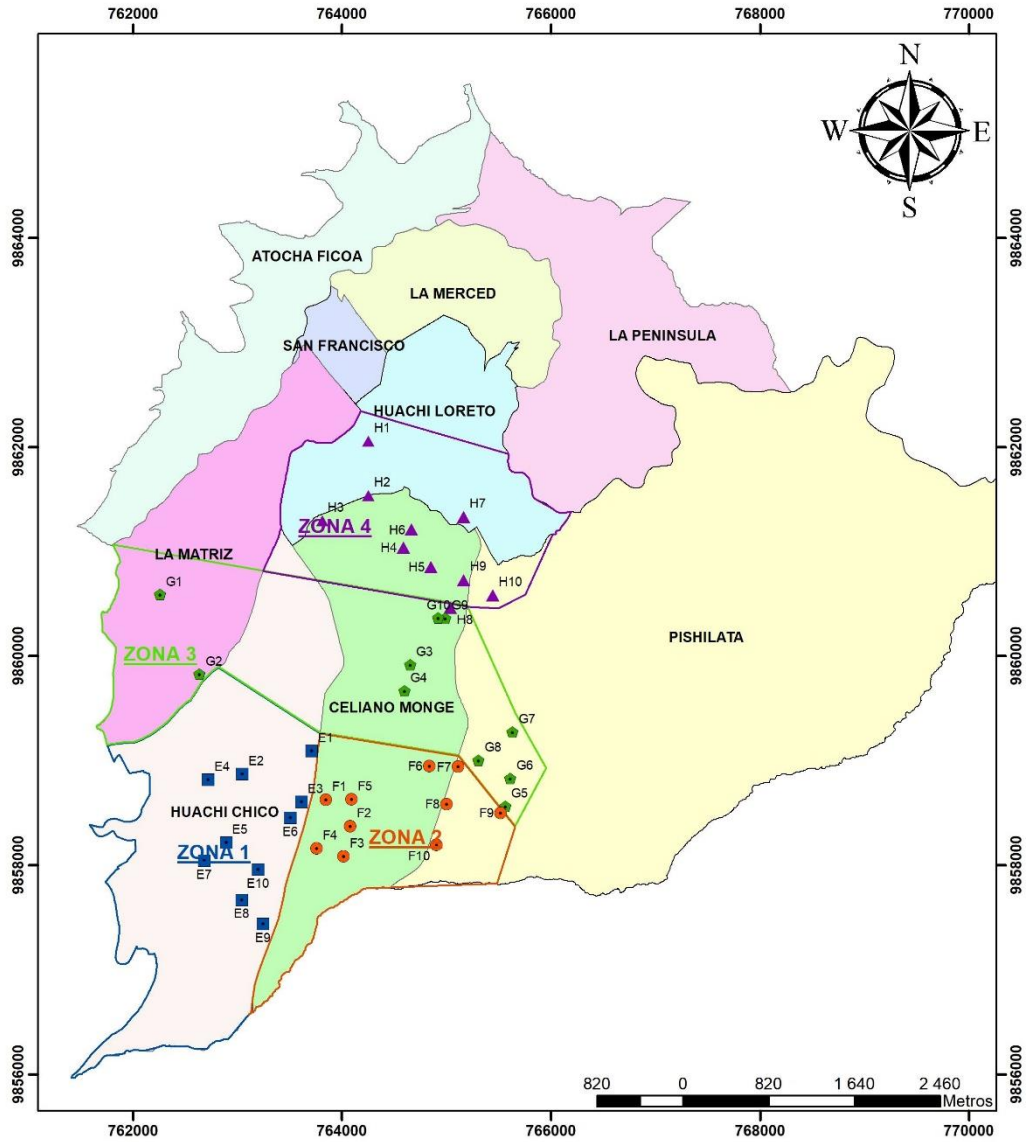 762000 764000 766000 768000 770000
N
W E
S
9864000 9864000
ATOCHA FICOA
LA MERCED
LA PENINSULA
SAN FRANCISCO
HUACHI LORETO
H1
9862000 9862000
H2
H3 H7
ZONA 4 H6
H4
LA MATRIZ
H5 H9
G1 H10
G10 G9
H8
PISHILATA
9860000 9860000
ZONA 3 G2 G3
G4
CELIANO MONGE
G7
E1
G8
E4 E2 F6 F7 G6
E3 F1 F5
HUACHI CHICO F8 G5
E6 F2 F9
E5 F4 F3 ZONA 2
ZONA 1 F10
9858000 9858000
E7 E10
E8
E9
9856000 9856000
820 0 820 1 640 2 460
Metros
762000 764000 766000 768000 770000